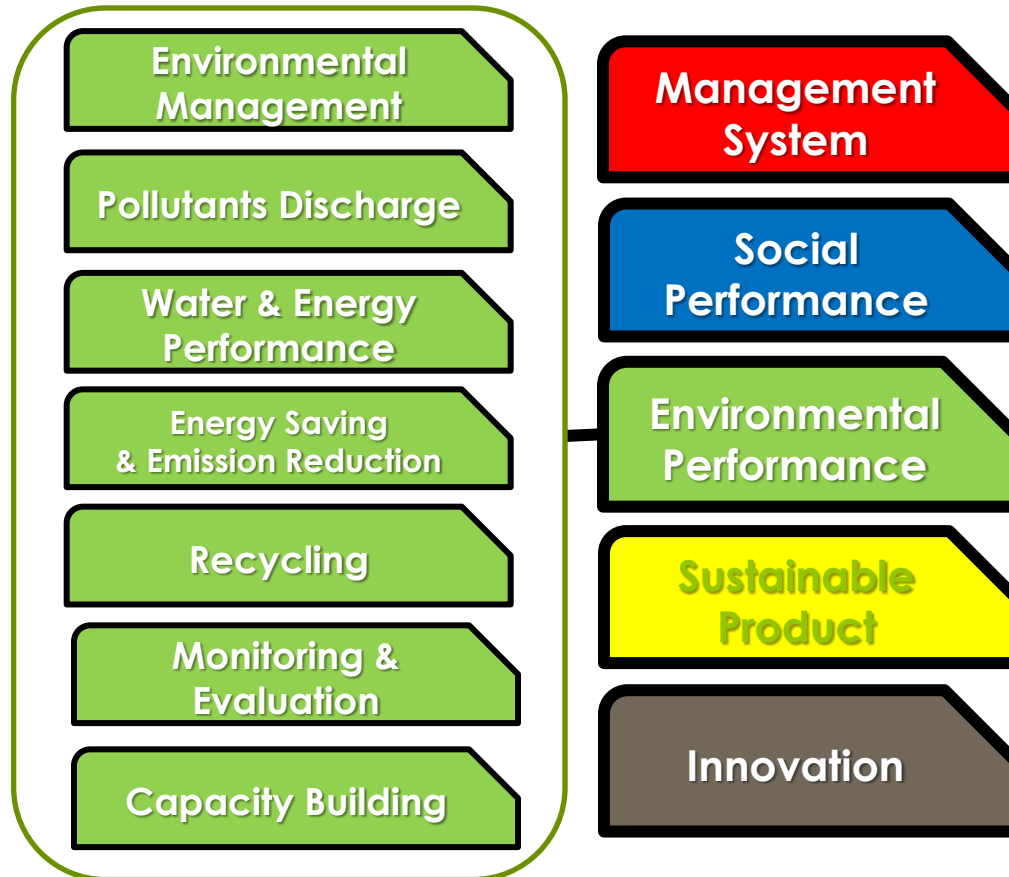 Environmental
Management
Pollutants Discharge
Water & Energy
Performance
Energy Saving
& Emission Reduction
Recycling
Monitoring &
Evaluation
Capacity Building
Management
System
Social
Performance
Environmental
Performance
Sustainable
Product
Innovation